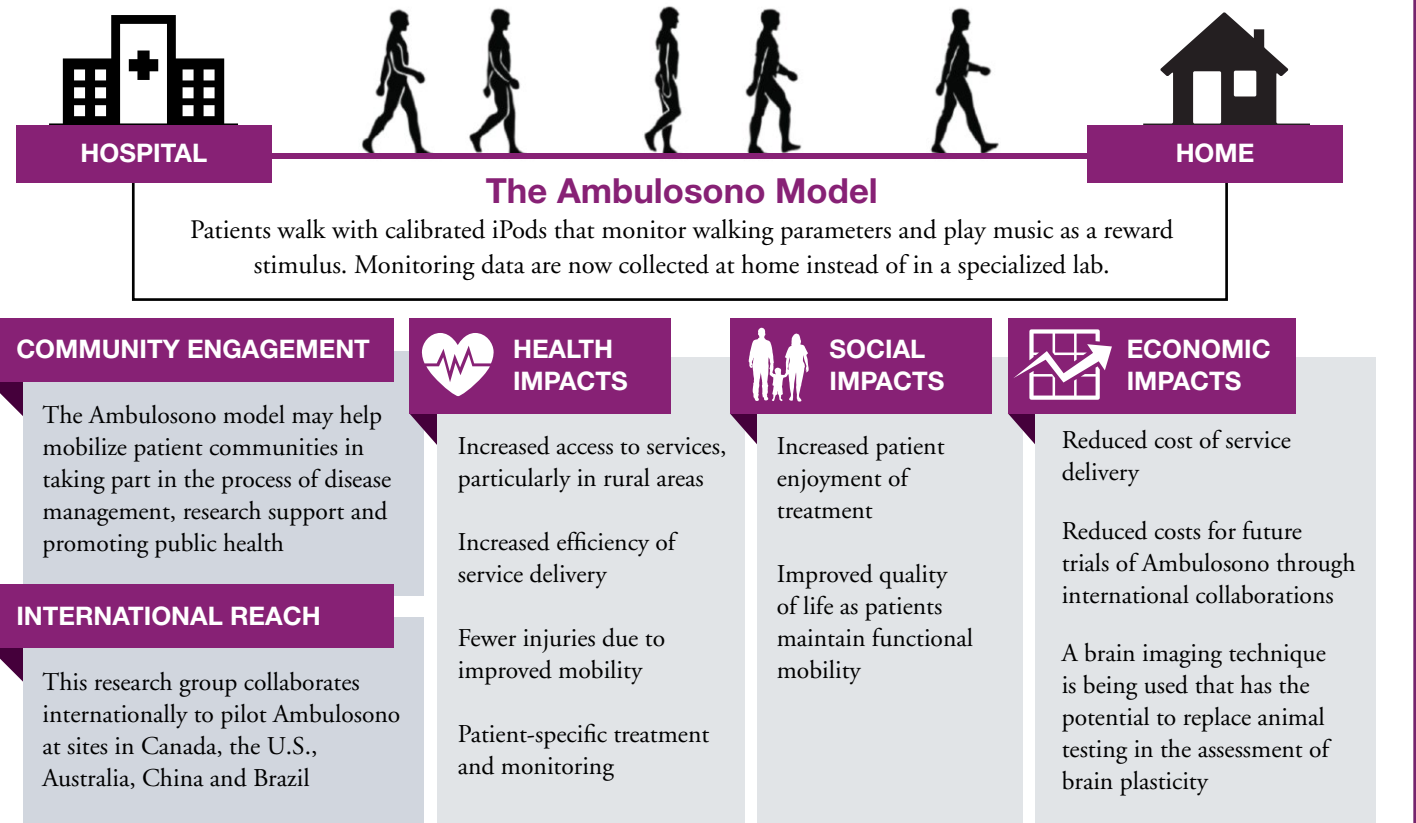 HOSPITAL
HOME
The Ambulosono Model
Patients walk with calibrated iPods that monitor walking parameters and play music as a reward
stimulus. Monitoring data are now collected at home instead of in a specialized lab.
COMMUNITY ENGAGEMENT
The Ambulosono model may help
mobilize patient communities in
taking part in the process of disease
management, research support and
promoting public health
INTERNATIONAL REACH
This research group collaborates
internationally to pilot Ambulosono
at sites in Canada, the U.S.,
Australia, China and Brazil
HEALTH
IMPACTS
Increased access to services,
particularly in rural areas
Increased efficiency of
service delivery
Fewer injuries due to
improved mobility
Patient-specific treatment
and monitoring
SOCIAL
IMPACTS
Increased patient
enjoyment of
treatment
Improved quality
of life as patients
maintain functional
mobility
ECONOMIC
IMPACTS
Reduced cost of service
delivery
Reduced costs for future
trials of Ambulosono through
international collaborations
A brain imaging technique
is being used that has the
potential to replace animal
testing in the assessment of
brain plasticity